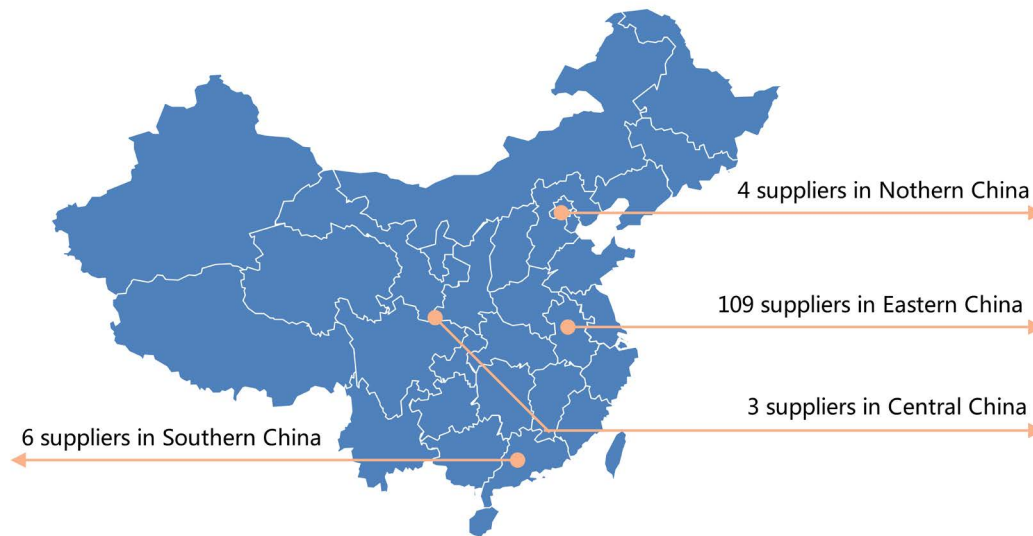 4 suppliers in Nothern China
109 suppliers in Eastern China
3 suppliers in Central China
6 suppliers in Southern China